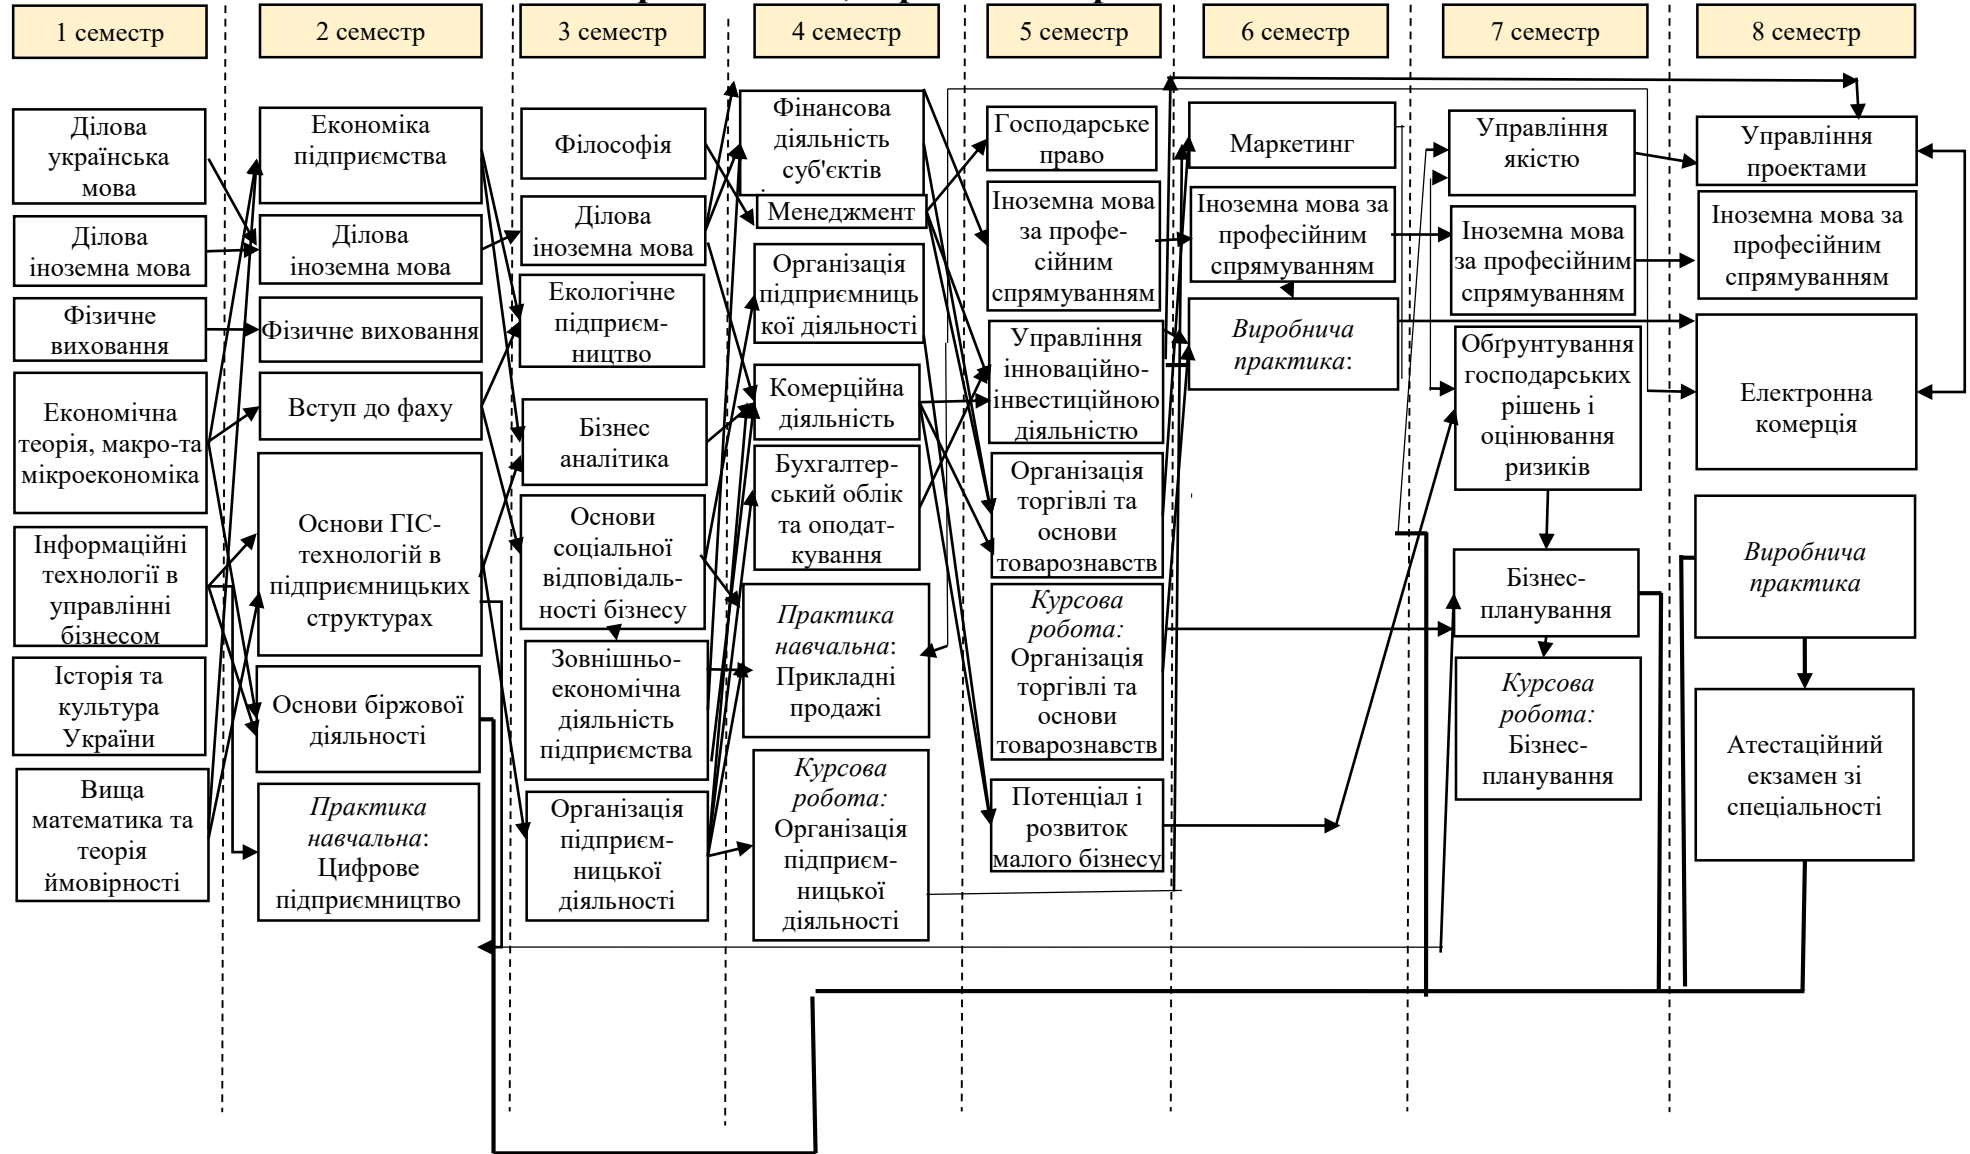 1 семестр
2 семестр
3 семестр
4 семестр
5 семестр
6 семестр
7 семестр
8 семестр
Ділова
українська
мова
Ділова
іноземна мова
Фізичне
виховання
Економічна
теорія, макро-та
мікроекономіка
Інформаційні
технології в
управлінні
бізнесом
Історія та
культура
України
Вища
математика та
теорія
ймовірності
Економіка
підприємства
Ділова
іноземна мова
Фізичне виховання
Вступ до фаху
Основи ГІС-
технологій в
підприємницьких
структурах
Основи біржової
діяльності
Практика
навчальна:
Цифрове
підприємництво
Філософія
Ділова
іноземна мова
Екологічне
підприєм-
ництво
Бізнес
аналітика
Основи
соціальної
відповідаль-
ності бізнесу
Зовнішньо-
економічна
діяльність
підприємства
Організація
підприєм-
ницької
діяльності
Фінансова
діяльність
суб'єктів
Менеджмент
Організація
підприємниць
кої діяльності
Комерційна
діяльність
Бухгалтер-
ський облік
та оподат-
кування
Практика
навчальна:
Прикладні
продажі
Курсова
робота:
Організація
підприєм-
ницької
діяльності
Господарське
право
Іноземна мова
за профе-
сійним
спрямуванням
Управління
інноваційно-
інвестиційною
діяльністю
Організація
торгівлі та
основи
товарознавств
Курсова
робота:
Організація
торгівлі та
основи
товарознавств
Потенціал і
розвиток
малого бізнесу
Маркетинг
Іноземна мова за
професійним
спрямуванням
Виробнича
практика:
Управління
якістю
Іноземна мова
за професійним
спрямуванням
Обґрунтування
господарських
рішень і
оцінювання
ризиків
Бізнес-
планування
Курсова
робота:
Бізнес-
планування
Управління
проектами
Іноземна мова за
професійним
спрямуванням
Електронна
комерція
Виробнича
практика
Атестаційний
екзамен зі
спеціальності